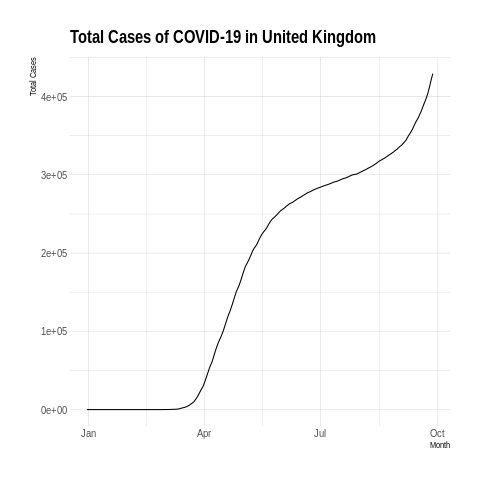 Total Cases of COVID-19 in United Kingdom
Total Cases
4e+05
3e+05
2e+05
1e+05
0e+00
Jan Apr Jul Oct
Month